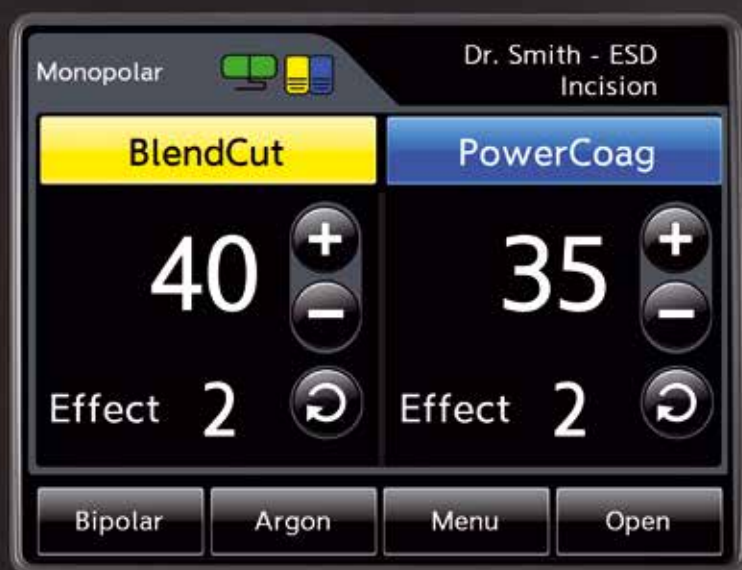 Monopolar
Dr. Smith - ESD
Incision
BlendCut
PowerCoag
40
+
-
35
+
-
Effect 2
Effect 2
Bipolar
Argon
Menu
Open